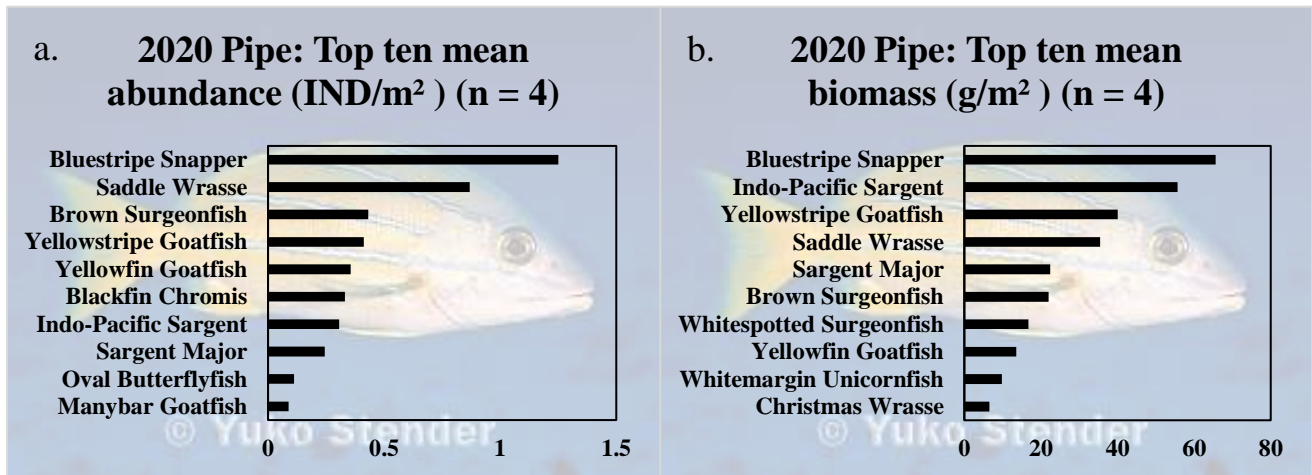 a.
2020 Pipe: Top ten mean
abundance (IND/m² ) (n = 4)
Bluestripe Snapper
Saddle Wrasse
Brown Surgeonfish
Yellowstripe Goatfish
Yellowfin Goatfish
Blackfin Chromis
Indo-Pacific Sargent
Sargent Major
Oval Butterflyfish
Manybar Goatfish
0 0.5 1 1.5
© Yuko Stender
b.
2020 Pipe: Top ten mean
biomass (g/m² ) (n = 4)
Bluestripe Snapper
Indo-Pacific Sargent
Yellowstripe Goatfish
Saddle Wrasse
Sargent Major
Brown Surgeonfish
Whitespotted Surgeonfish
Yellowfin Goatfish
Whitemargin Unicornfish
Christmas Wrasse
0 20 40 60 80
© Yuko Stender